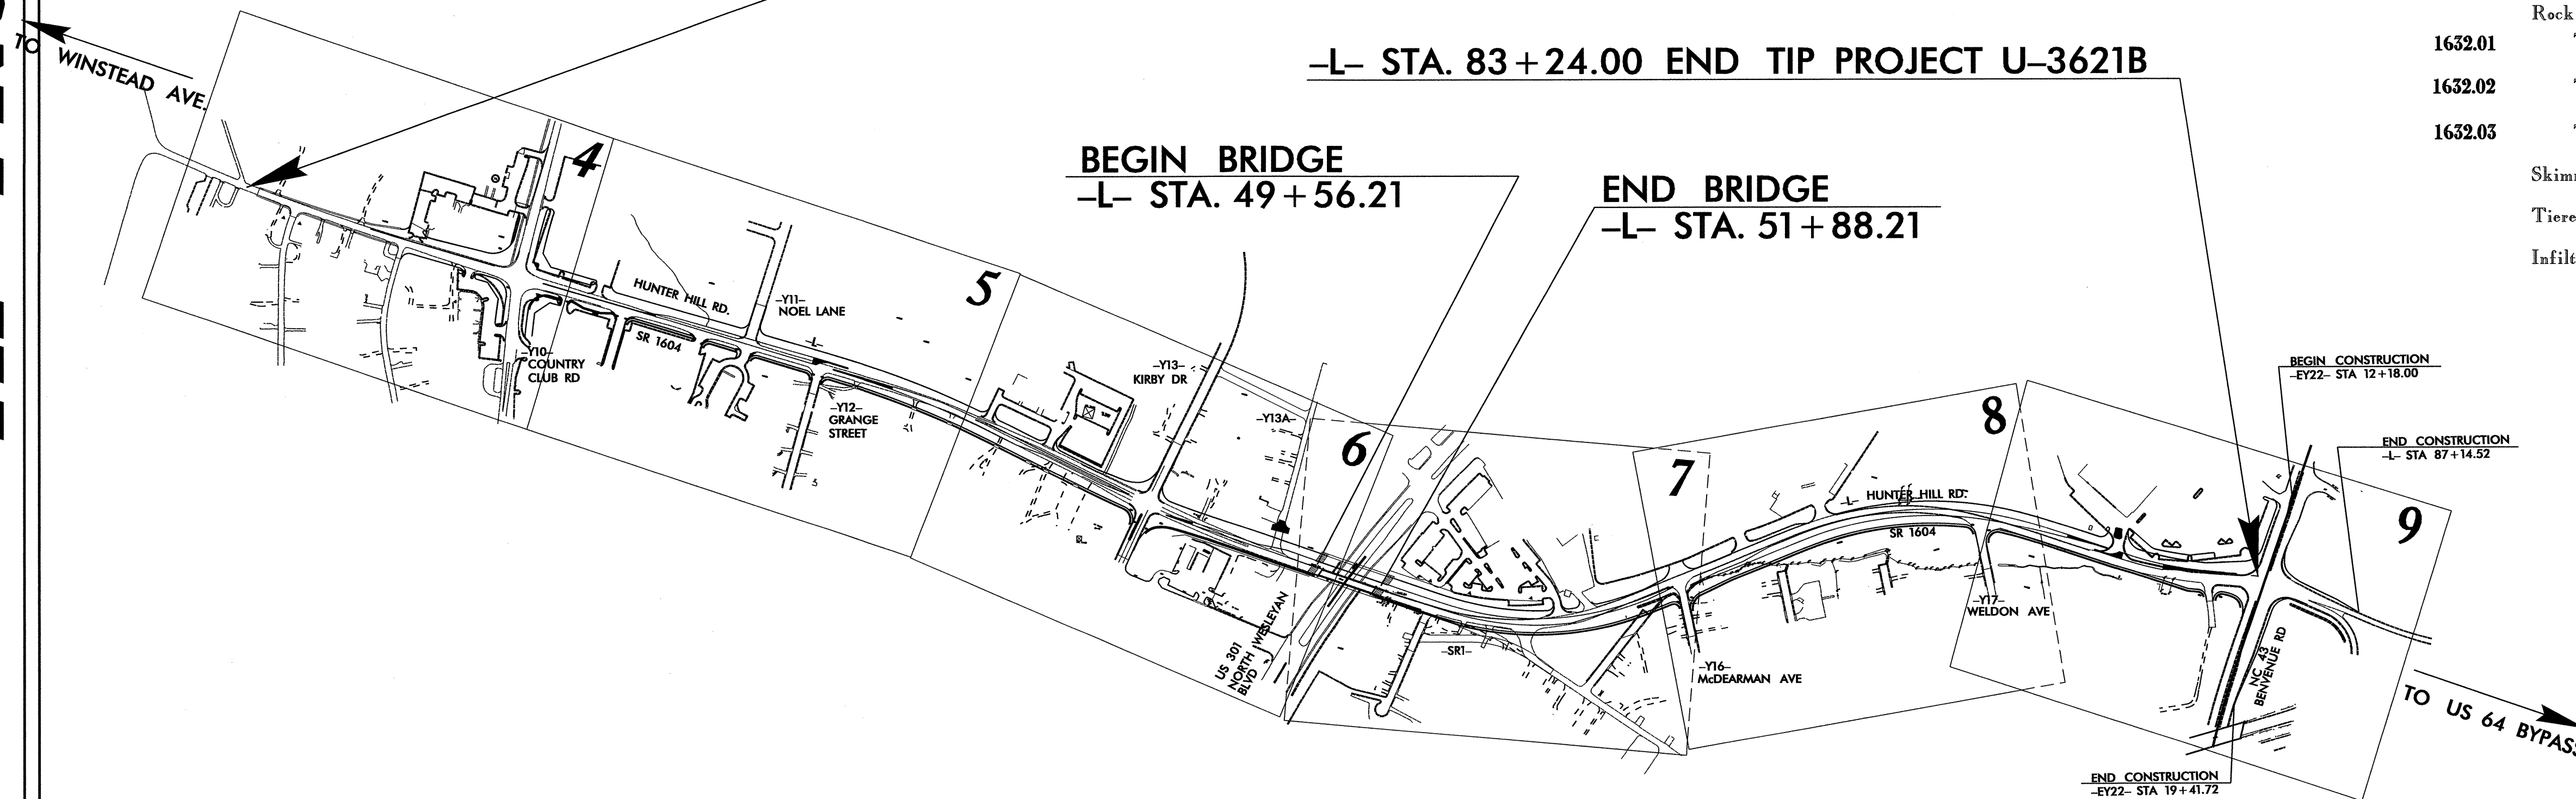 TO WINSTEAD AVE.
-L- STA. 83+24.00 END TIP PROJECT U-3621B
BEGIN BRIDGE
-L- STA. 49+56.21
END BRIDGE
-L- STA. 51+88.21
Rock
1632.01
1632.02
1632.03
Skimm
Tiere
Infilt
4
HUNTER HILL RD.
SR 1604
-Y10-
COUNTRY
CLUB RD
-Y11-
NOEL LANE
-L-
5
-Y12-
GRANGE
STREET
-Y13-
KIRBY DR
-Y13A-
6
US 301
NORTH WESLEYAN
BLVD
-SR1-
7
-Y16-
McDEARMAN AVE
-L- HUNTER HILL RD.
SR 1604
8
-Y17-
WELDON AVE
BEGIN CONSTRUCTION
-EY22- STA 12+18.00
END CONSTRUCTION
-L- STA 87+14.52
9
NC 43
BENVENUE RD
TO US 64 BYPASS
END CONSTRUCTION
-EY22- STA 19+41.72